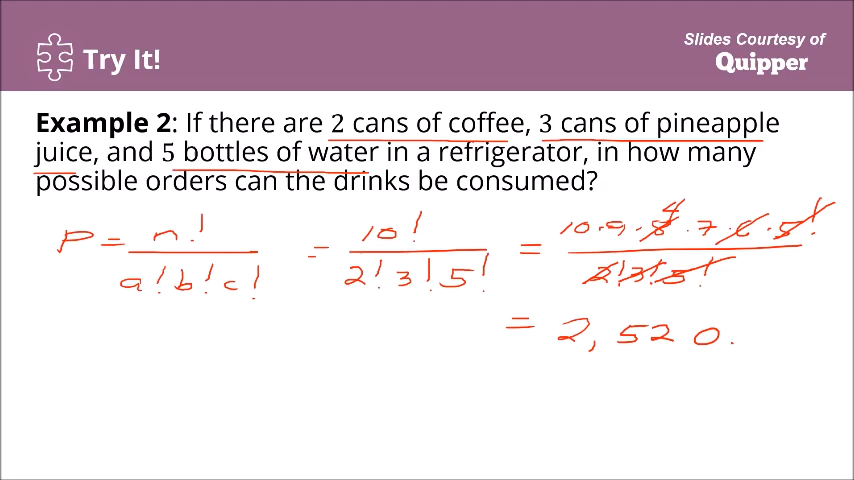 Try It!
Slides Courtesy of
Quipper
Example 2: If there are 2 cans of coffee, 3 cans of pineapple
juice, and 5 bottles of water in a refrigerator, in how many
possible orders can the drinks be consumed?
P = n! / a! b! c! = 10! / 2! 3! 5! = 10·9·8·7·6·5! / 2! 3! 5!
4 1
= 2,520.